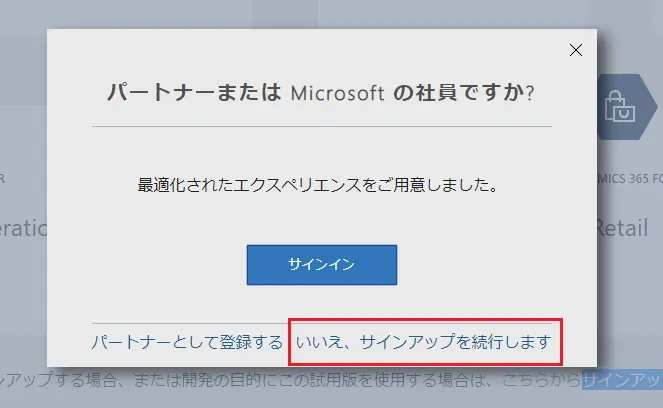 パートナーまたは Microsoft の社員ですか?
最適化されたエクスペリエンスをご用意しました。
MICS 365 FO
Retail
サインイン
パートナーとして登録する いいえ、サインアップを続行します
アップする場合、または開発の目的にこの試用版を使用する場合は、こちらからサインアップ